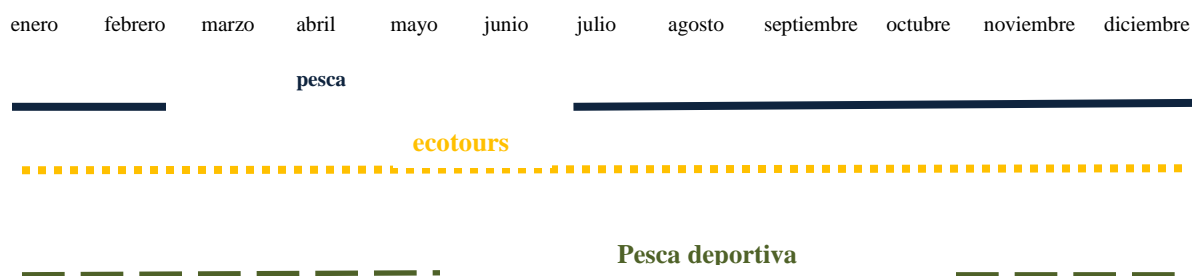 enero febrero marzo abril mayo junio julio agosto septiembre octubre noviembre diciembre
pesca
ecotours
Pesca deportiva